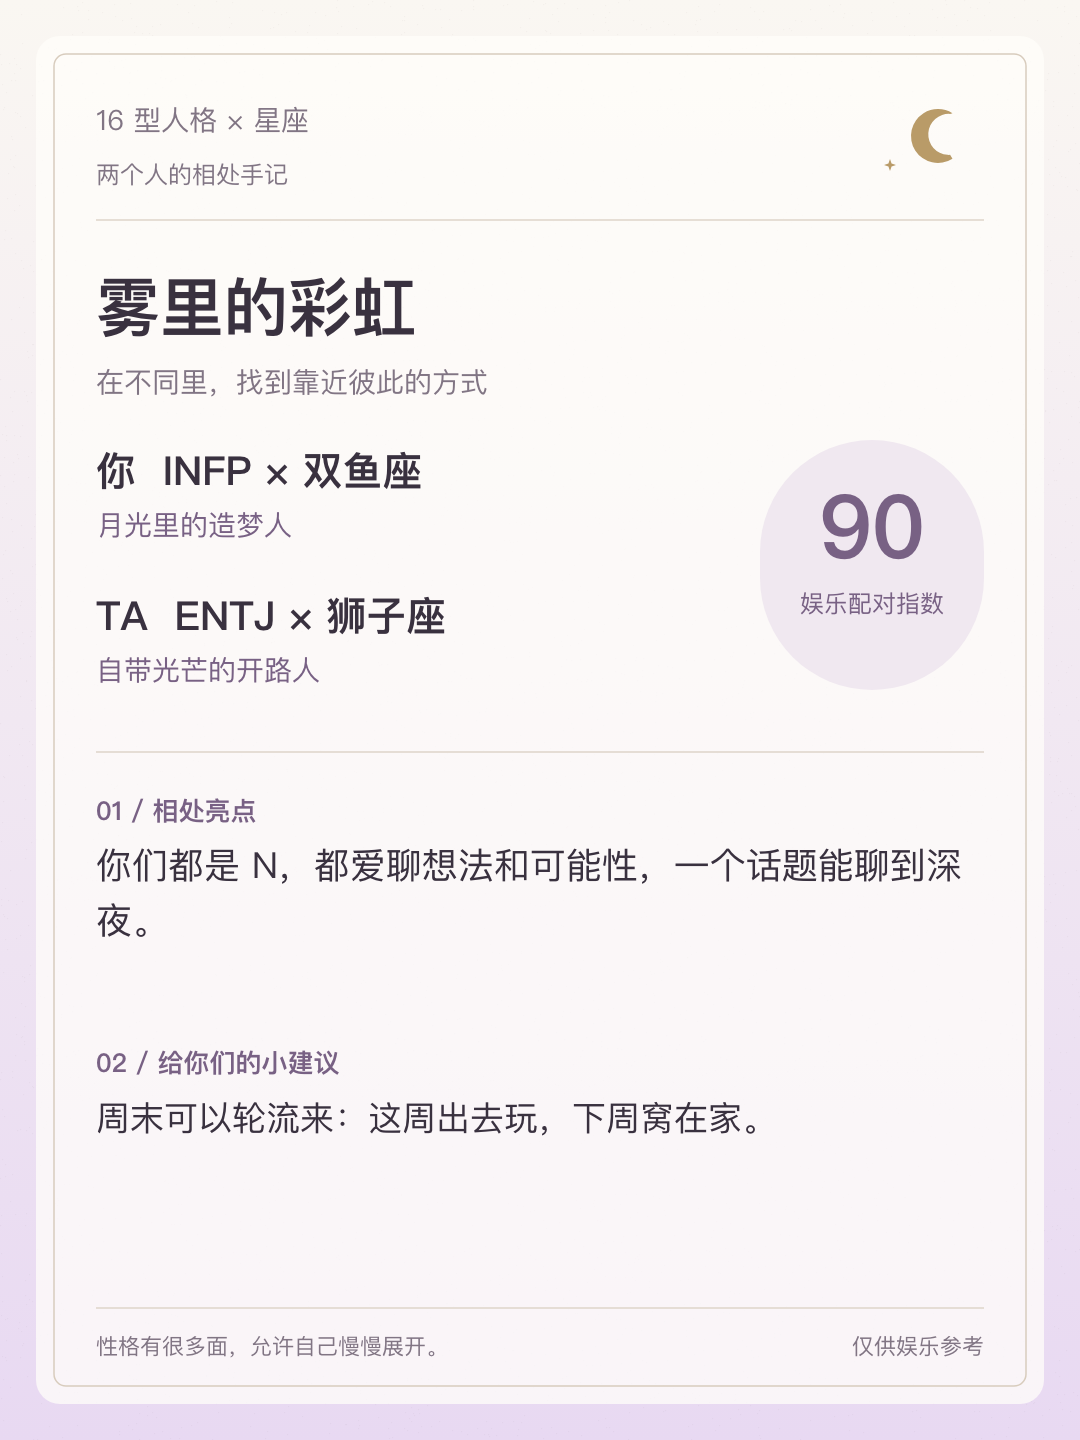 16 型人格 × 星座
两个人的相处手记
雾里的彩虹
在不同里，找到靠近彼此的方式
你 INFP × 双鱼座
月光里的造梦人
TA ENTJ × 狮子座
自带光芒的开路人
90
娱乐配对指数
01 / 相处亮点
你们都是 N，都爱聊想法和可能性，一个话题能聊到深
夜。
02 / 给你们的小建议
周末可以轮流来：这周出去玩，下周窝在家。
性格有很多面，允许自己慢慢展开。
仅供娱乐参考